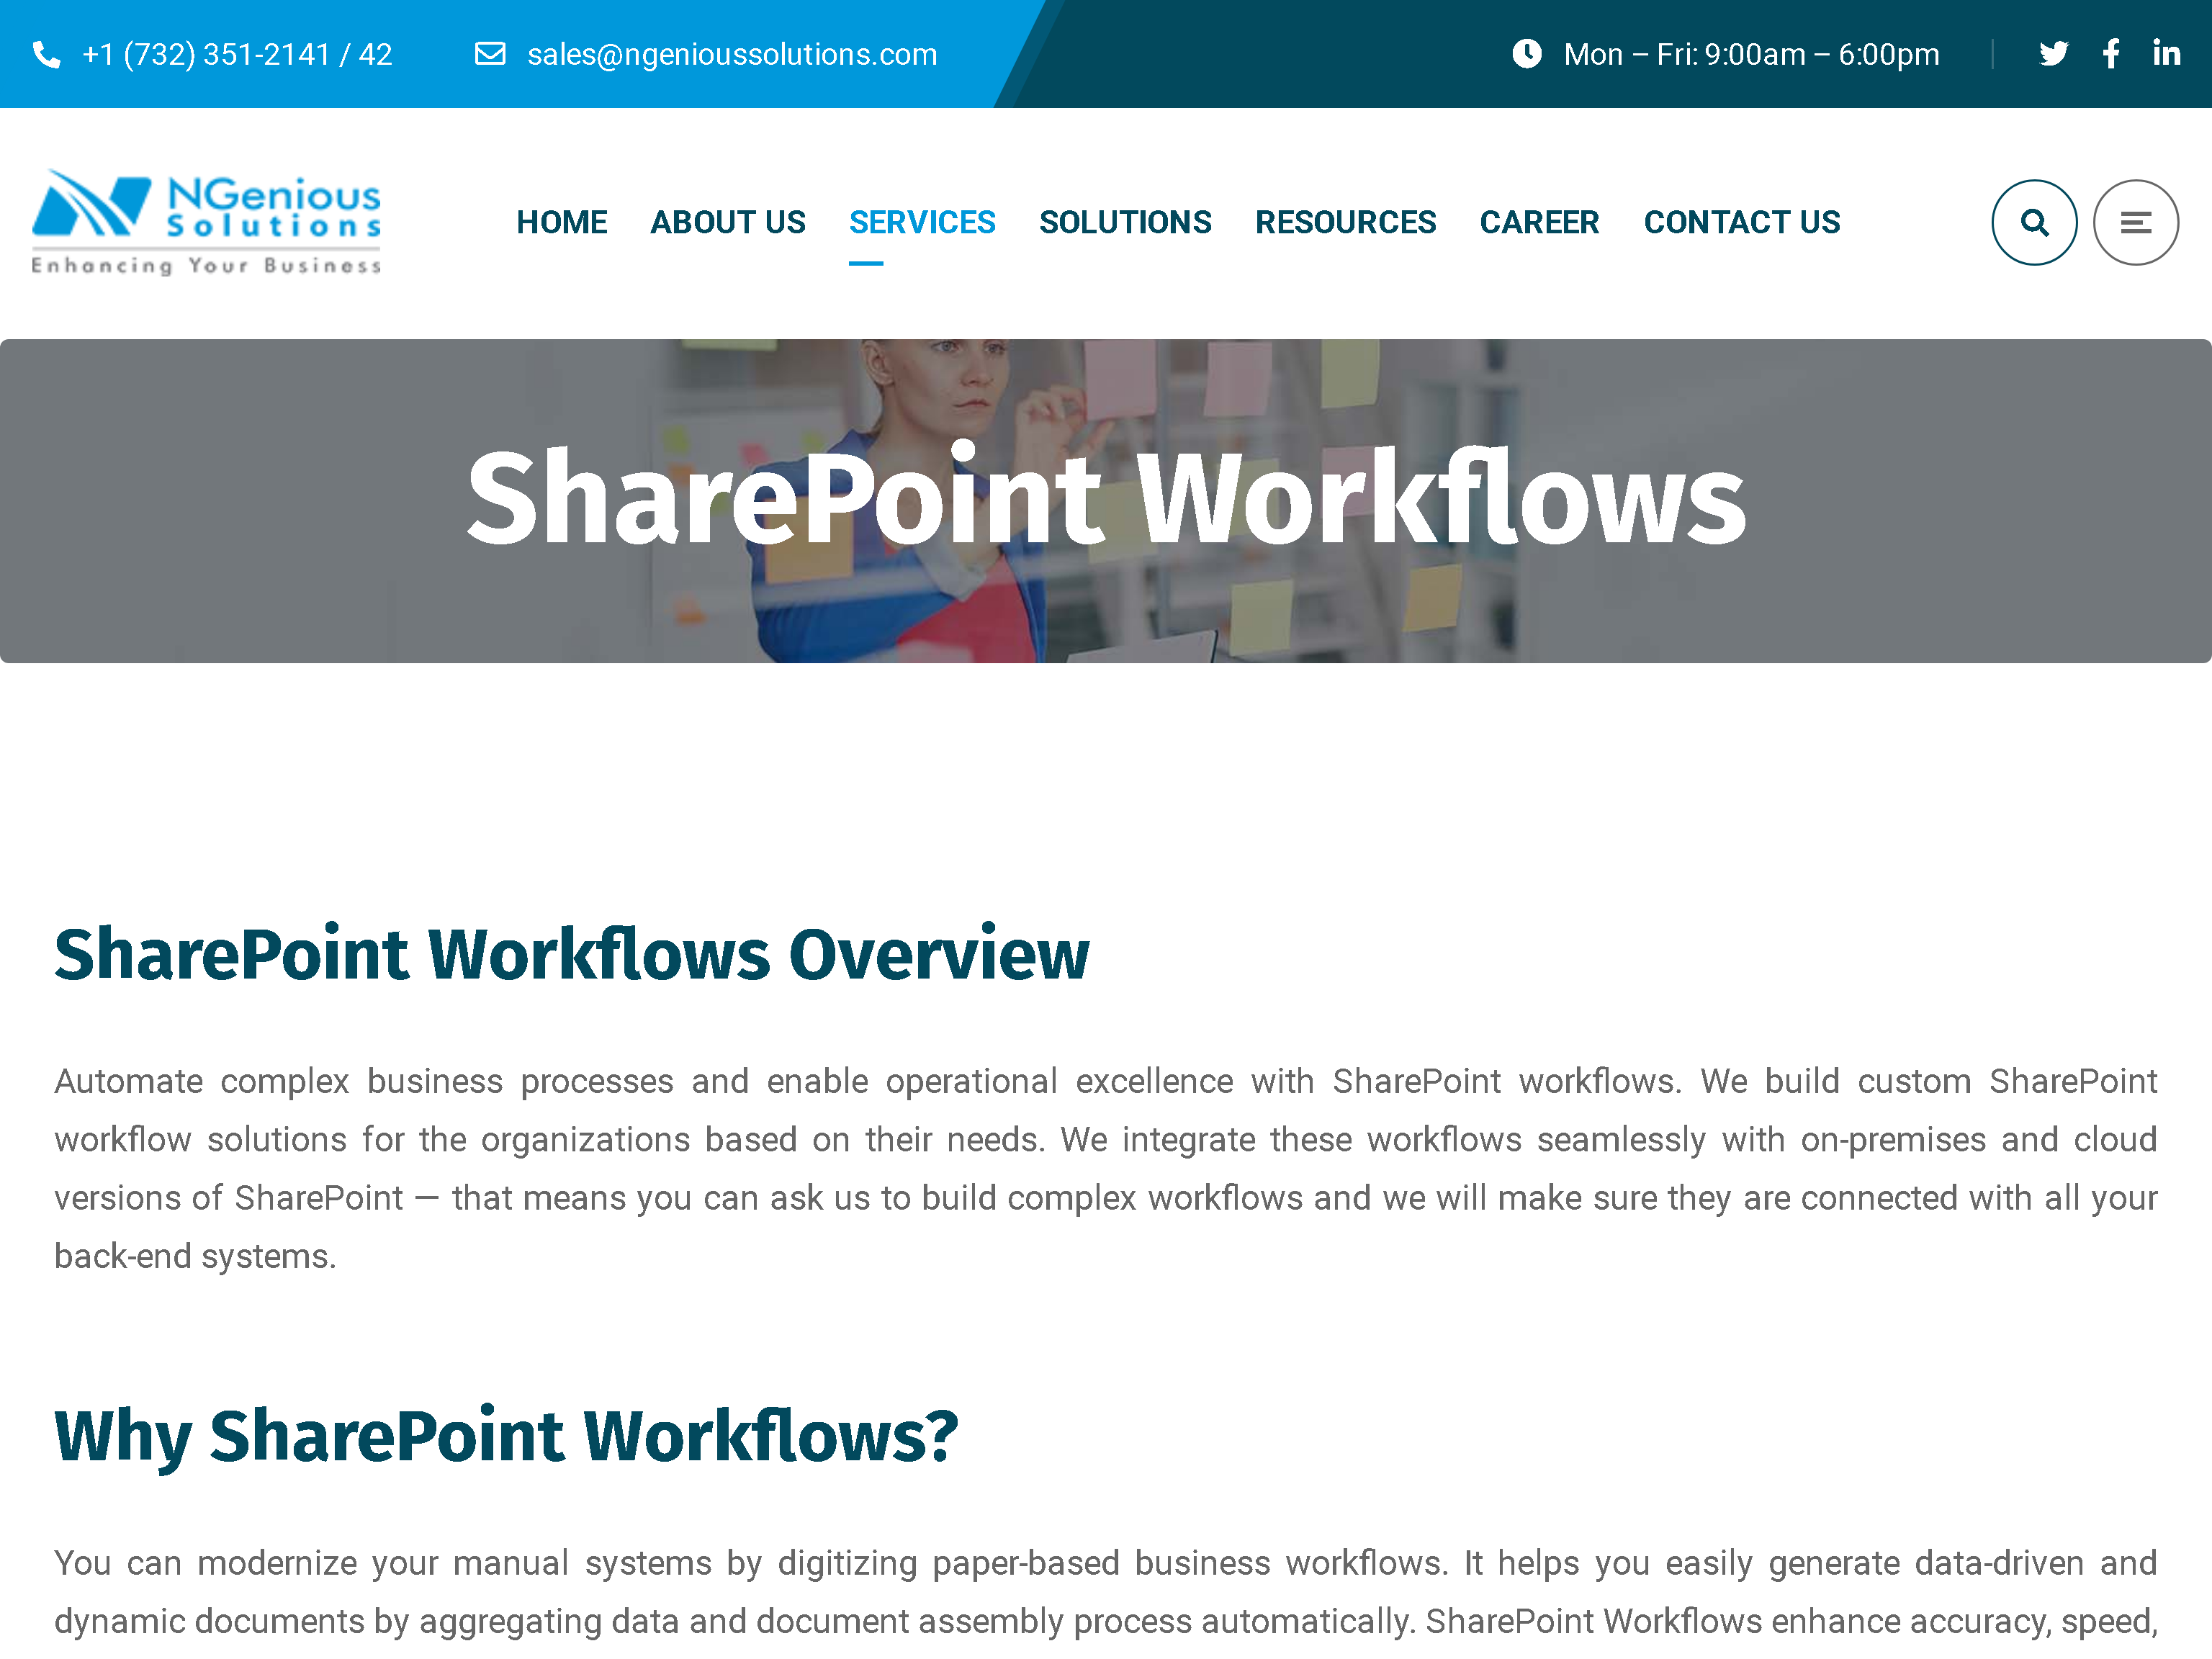 +1 (732) 351-2141 / 42
sales@ngenioussolutions.com
Mon – Fri: 9:00am – 6:00pm
NGenious
Solutions
Enhancing Your Business
HOME
ABOUT US
SERVICES
SOLUTIONS
RESOURCES
CAREER
CONTACT US
SharePoint Workflows
SharePoint Workflows Overview
Automate complex business processes and enable operational excellence with SharePoint workflows. We build custom SharePoint
workflow solutions for the organizations based on their needs. We integrate these workflows seamlessly with on-premises and cloud
versions of SharePoint — that means you can ask us to build complex workflows and we will make sure they are connected with all your
back-end systems.
Why SharePoint Workflows?
You can modernize your manual systems by digitizing paper-based business workflows. It helps you easily generate data-driven and
dynamic documents by aggregating data and document assembly process automatically. SharePoint Workflows enhance accuracy, speed,